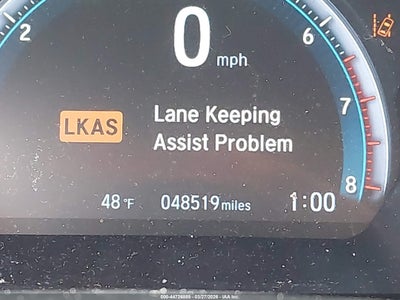 2
0
mph
6
7
8
LKAS
Lane Keeping
Assist Problem
48 °F
048519 miles
1:00